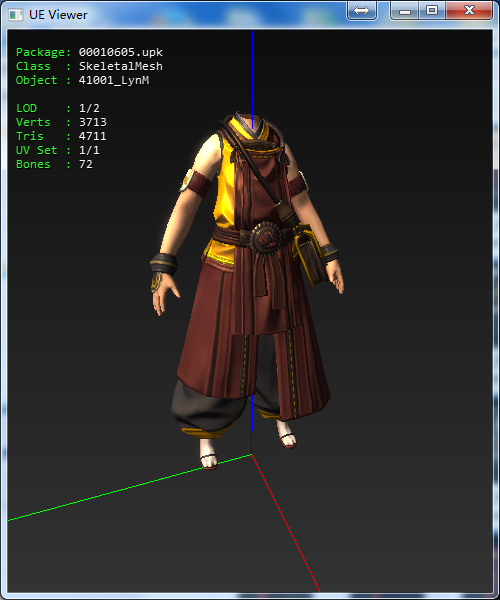 UE Viewer
Package: 00010605.upk
Class : SkeletalMesh
Object : 41001_LynM
LOD : 1/2
Verts : 3713
Tris : 4711
UV Set : 1/1
Bones : 72